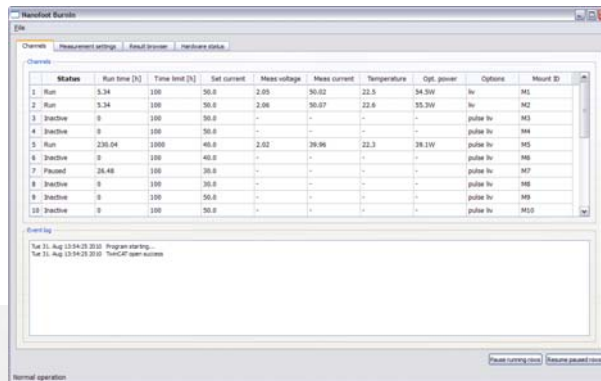 Nanofoot Burnin
File
Channels Measurement settings Result browser Hardware status
Channels
Status Run time [h] Time limit [h] Set current Meas voltage Meas current Temperature Opt. power Options Mount ID
1 Run 5.34 100 50.0 2.05 50.02 22.5 54.5W liv M1
2 Run 5.34 100 50.0 2.06 50.07 22.6 55.3W liv M2
3 Inactive 0 100 50.0 - - - - pulse liv M3
4 Inactive 0 100 50.0 - - - - pulse liv M4
5 Run 230.04 1000 40.0 2.02 39.96 22.3 39.1W pulse liv M5
6 Inactive 0 100 40.0 - - - - pulse liv M6
7 Paused 26.48 100 30.0 - - - - pulse liv M7
8 Inactive 0 100 30.0 - - - - pulse liv M8
9 Inactive 0 100 50.0 - - - - pulse liv M9
10 Inactive 0 100 50.0 - - - - pulse liv M10
Event log
Tue 31. Aug 13:54:25 2010 Program starting...
Tue 31. Aug 13:54:25 2010 TwinCAT open success
Pause running rows Resume paused rows
Normal operation